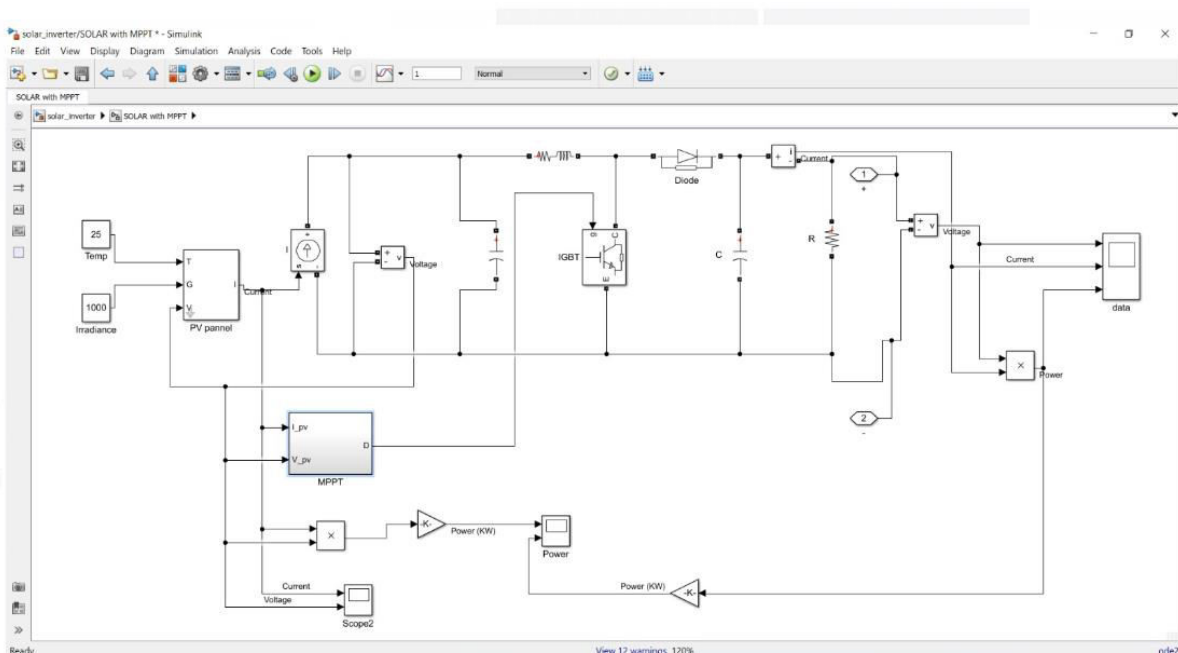 solar_inverter/SOLAR with MPPT * - Simulink
File Edit View Display Diagram Simulation Analysis Code Tools Help
1
Normal
SOLAR with MPPT
solar_inverter
SOLAR with MPPT
25
Temp
1000
Irradiance
T
G
V
I
PV pannel
Current
I
s
+
-
v
Voltage
IGBT
g
C
E
Diode
C
+
i
-
Current
R
1
+
+
-
v
Voltage
Current
data
×
Power
2
-
I_pv
V_pv
D
MPPT
×
-K-
Power (KW)
Power
Power (KW)
-K-
Current
Voltage
Scope2
Ready
View 12 warnings 120%